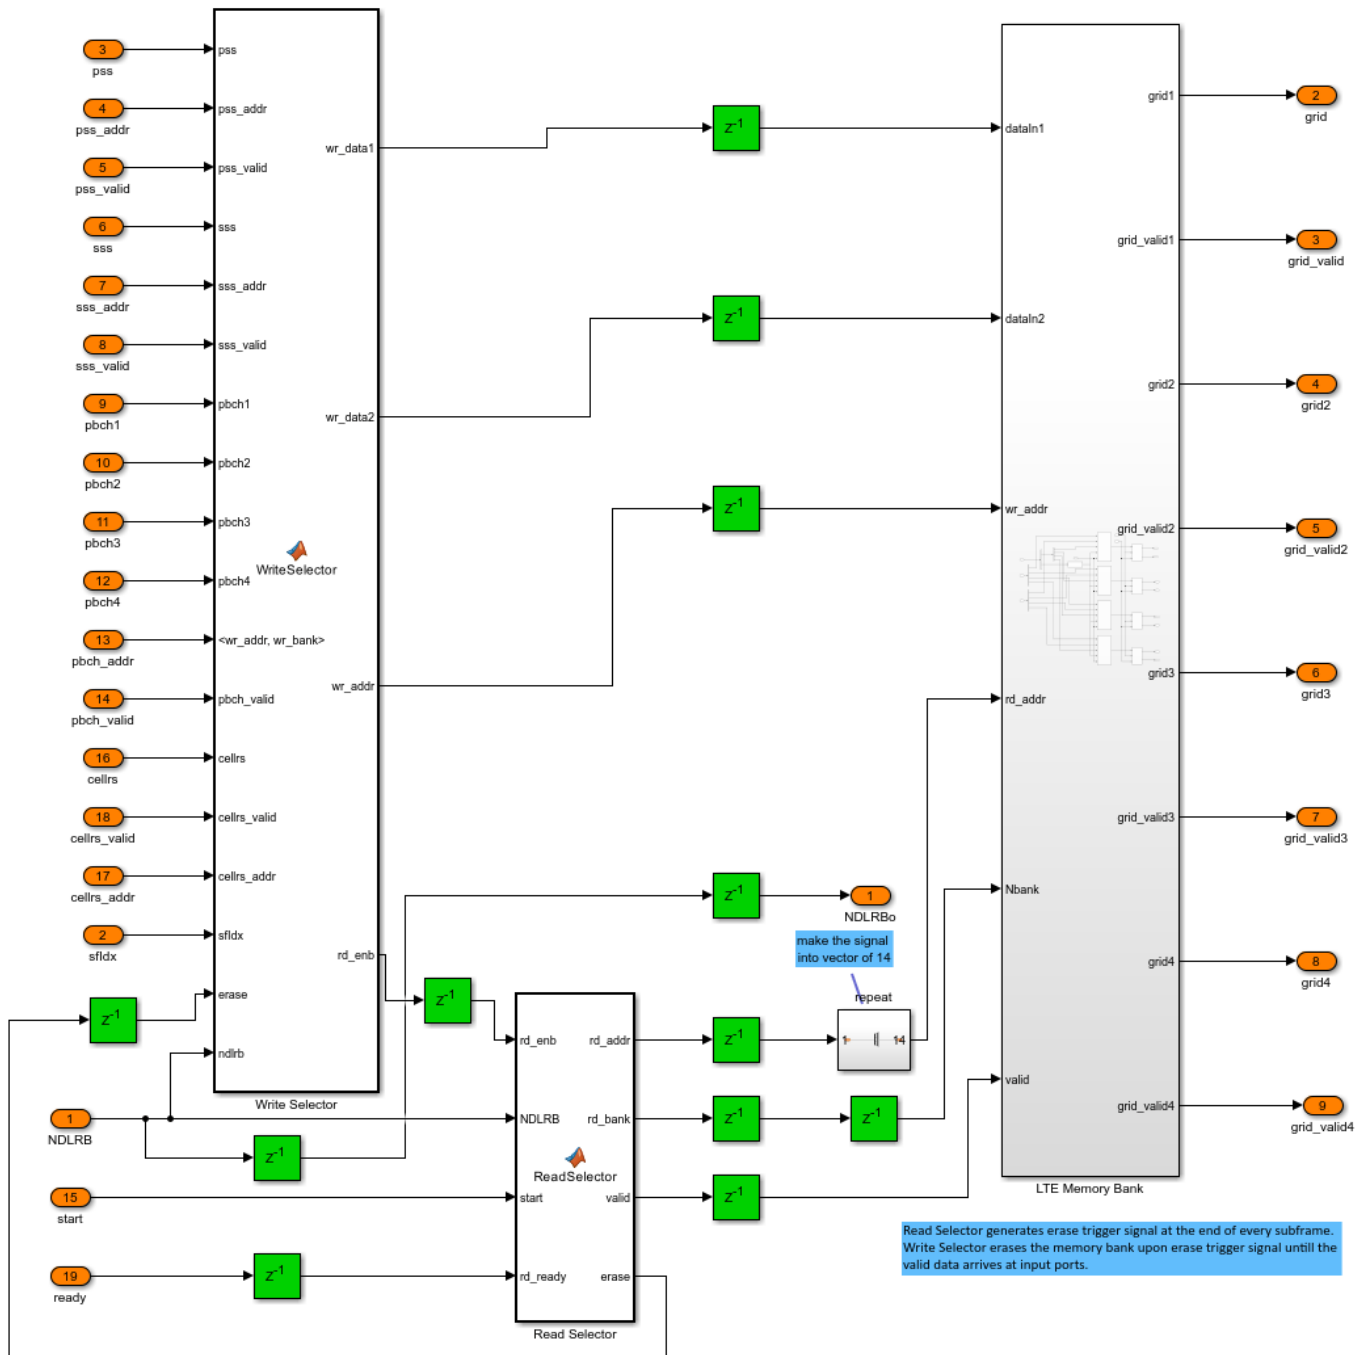 3
pss
4
pss_addr
5
pss_valid
6
sss
7
sss_addr
8
sss_valid
9
pbch1
10
pbch2
11
pbch3
12
pbch4
13
pbch_addr
14
pbch_valid
16
cellrs
18
cellrs_valid
17
cellrs_addr
2
sfIdx
z-1
1
NDLRB
z-1
15
start
19
ready
z-1
pss
pss_addr
pss_valid
sss
sss_addr
sss_valid
pbch1
pbch2
pbch3
pbch4
<wr_addr, wr_bank>
pbch_valid
cellrs
cellrs_valid
cellrs_addr
sfIdx
erase
ndlrb
WriteSelector
wr_data1
wr_data2
wr_addr
rd_enb
Write Selector
z-1
rd_enb
NDLRB
start
rd_ready
ReadSelector
rd_addr
rd_bank
valid
erase
Read Selector
z-1
z-1
z-1
z-1
1
NDLRBo
make the signal
into vector of 14
repeat
z-1
1
14
z-1
z-1
z-1
dataIn1
dataIn2
wr_addr
rd_addr
Nbank
valid
grid1
grid_valid1
grid2
grid_valid2
grid3
grid_valid3
grid4
grid_valid4
LTE Memory Bank
2
grid
3
grid_valid
4
grid2
5
grid_valid2
6
grid3
7
grid_valid3
8
grid4
9
grid_valid4
Read Selector generates erase trigger signal at the end of every subframe.
Write Selector erases the memory bank upon erase trigger signal untill the
valid data arrives at input ports.